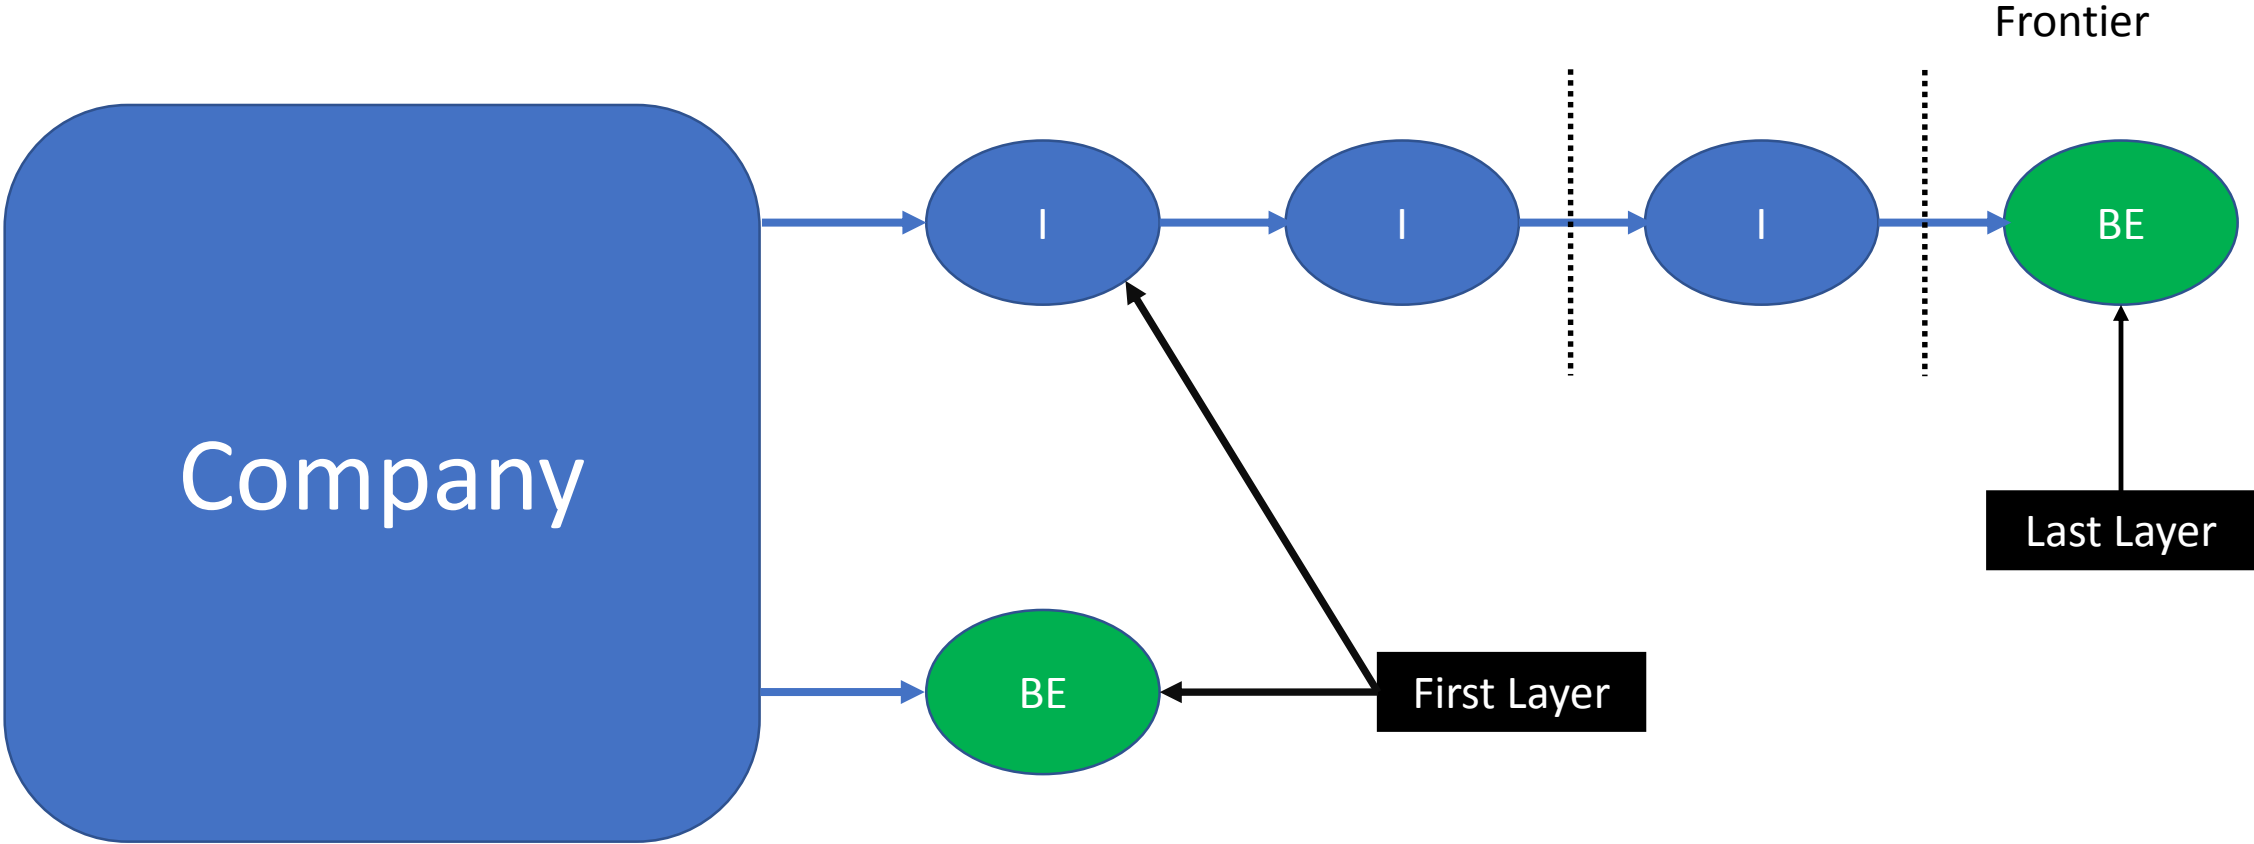 Frontier
I
I
I
BE
Company
Last Layer
BE
First Layer